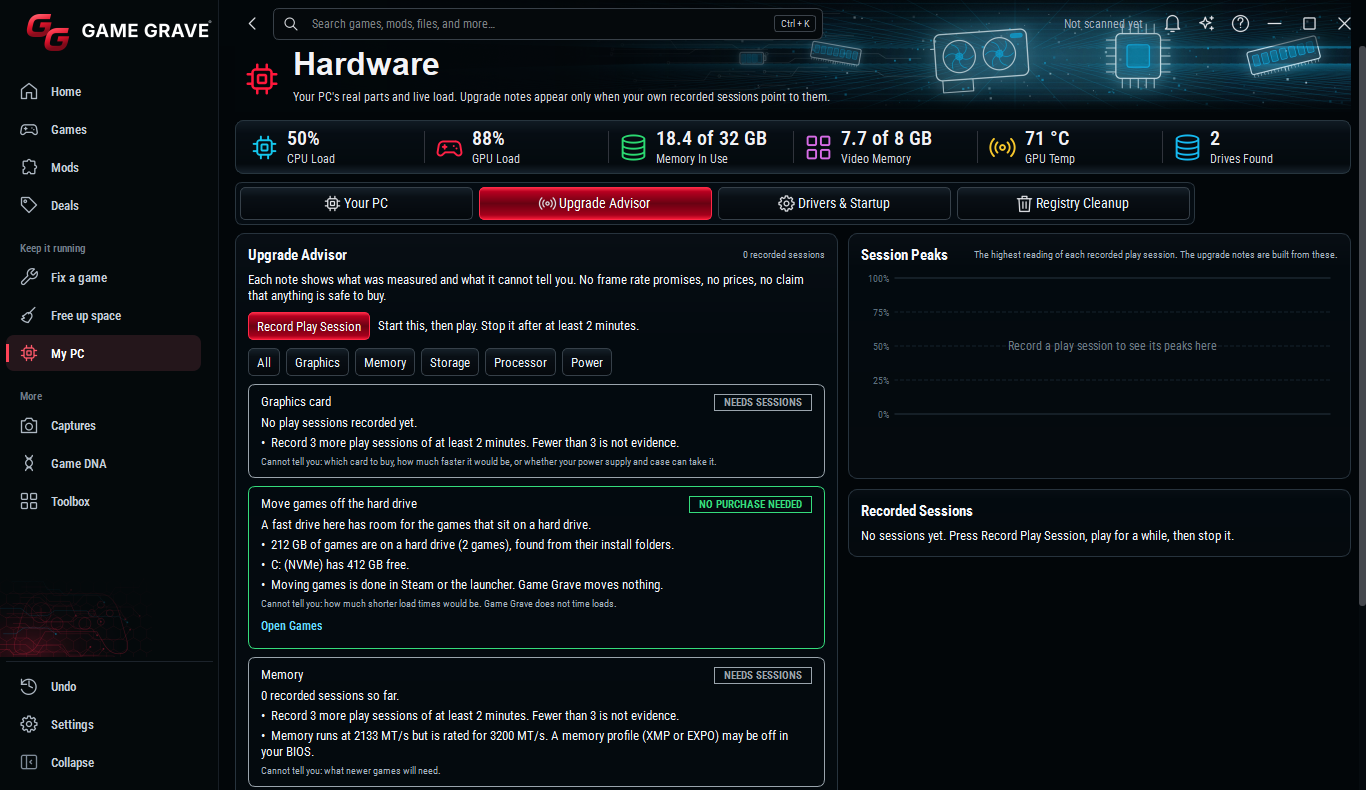 GAME GRAVE
Search games, mods, files, and more...
Ctrl + K
Not scanned yet
Home
Games
Mods
Deals
Keep it running
Fix a game
Free up space
My PC
More
Captures
Game DNA
Toolbox
Undo
Settings
Collapse
Hardware
Your PC's real parts and live load. Upgrade notes appear only when your own recorded sessions point to them.
50%
CPU Load
88%
GPU Load
18.4 of 32 GB
Memory In Use
7.7 of 8 GB
Video Memory
71 °C
GPU Temp
2
Drives Found
Your PC
Upgrade Advisor
Drivers & Startup
Registry Cleanup
Upgrade Advisor
0 recorded sessions
Each note shows what was measured and what it cannot tell you. No frame rate promises, no prices, no claim
that anything is safe to buy.
Record Play Session
Start this, then play. Stop it after at least 2 minutes.
All
Graphics
Memory
Storage
Processor
Power
Graphics card
NEEDS SESSIONS
No play sessions recorded yet.
• Record 3 more play sessions of at least 2 minutes. Fewer than 3 is not evidence.
Cannot tell you: which card to buy, how much faster it would be, or whether your power supply and case can take it.
Move games off the hard drive
NO PURCHASE NEEDED
A fast drive here has room for the games that sit on a hard drive.
• 212 GB of games are on a hard drive (2 games), found from their install folders.
• C: (NVMe) has 412 GB free.
• Moving games is done in Steam or the launcher. Game Grave moves nothing.
Cannot tell you: how much shorter load times would be. Game Grave does not time loads.
Open Games
Memory
NEEDS SESSIONS
0 recorded sessions so far.
• Record 3 more play sessions of at least 2 minutes. Fewer than 3 is not evidence.
• Memory runs at 2133 MT/s but is rated for 3200 MT/s. A memory profile (XMP or EXPO) may be off in
your BIOS.
Cannot tell you: what newer games will need.
Session Peaks
The highest reading of each recorded play session. The upgrade notes are built from these.
100%
75%
50%
25%
0%
Record a play session to see its peaks here
Recorded Sessions
No sessions yet. Press Record Play Session, play for a while, then stop it.